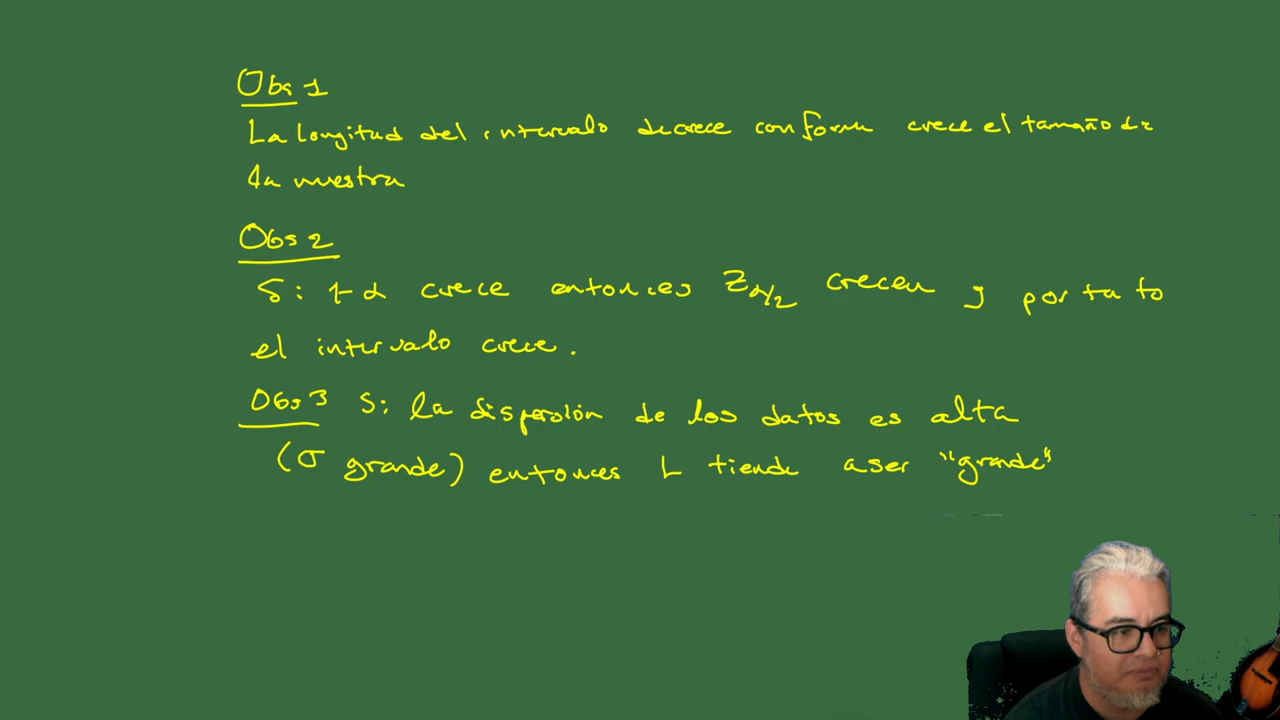 Obs 1
La longitud del intervalo decrece conforme crece el tamaño de
la muestra
Obs 2
Si 1-α crece entonces Z_{α/2} crecen y por tato
el intervalo crece.
Obs 3 Si la dispersión de los datos es alta
(σ grande) entonces L tiende a ser "grande"